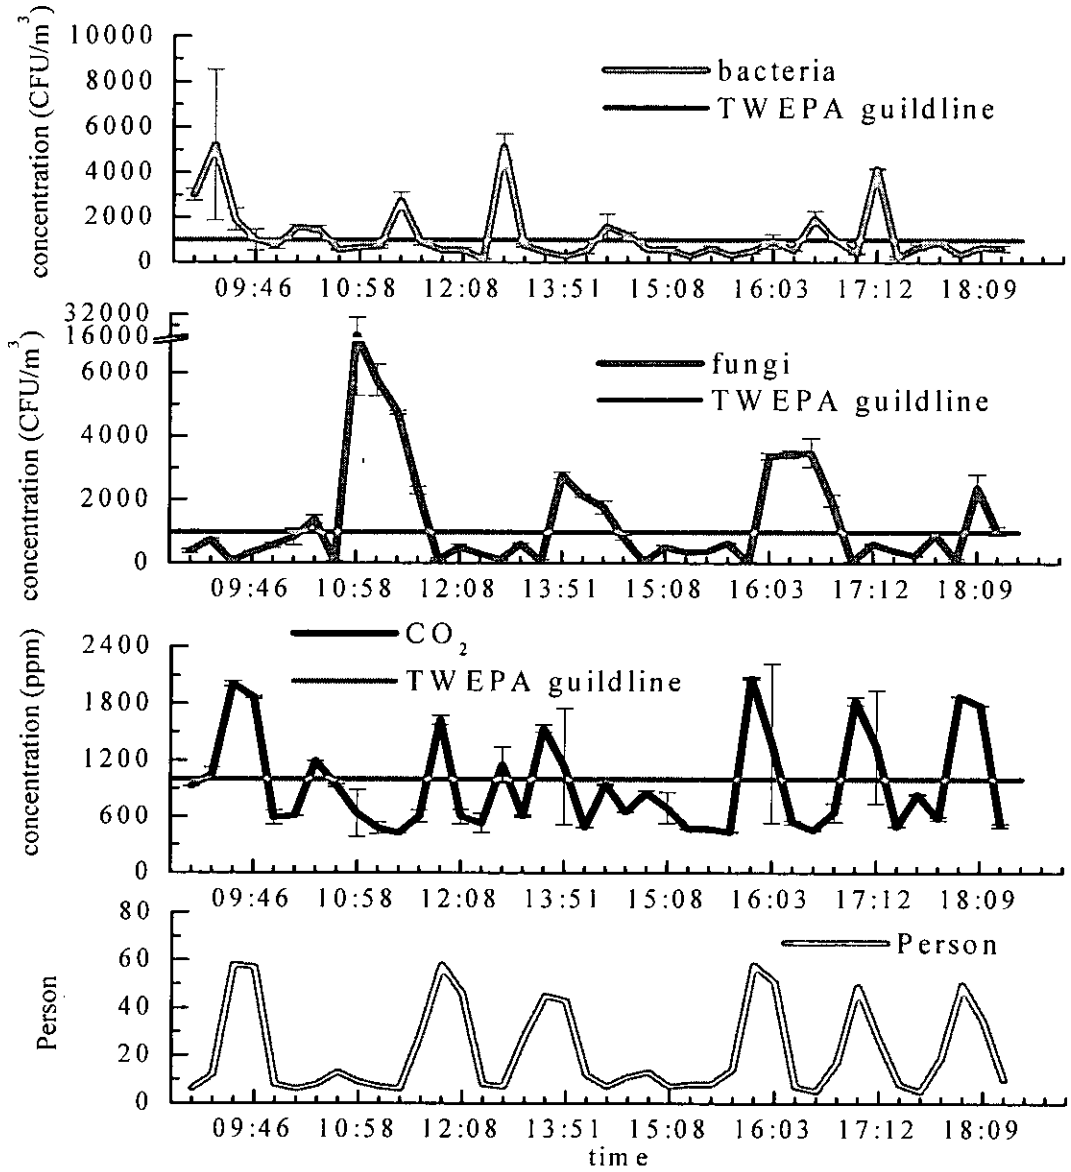 concentration (CFU/m³)
10000
8000
6000
4000
2000
0
bacteria
TWEPA guildline
09:46 10:58 12:08 13:51 15:08 16:03 17:12 18:09
concentration (CFU/m³)
32000
16000
6000
4000
2000
0
fungi
TWEPA guildline
09:46 10:58 12:08 13:51 15:08 16:03 17:12 18:09
concentration (ppm)
2400
1800
1200
600
0
CO₂
TWEPA guildline
09:46 10:58 12:08 13:51 15:08 16:03 17:12 18:09
Person
80
60
40
20
0
Person
09:46 10:58 12:08 13:51 15:08 16:03 17:12 18:09
time